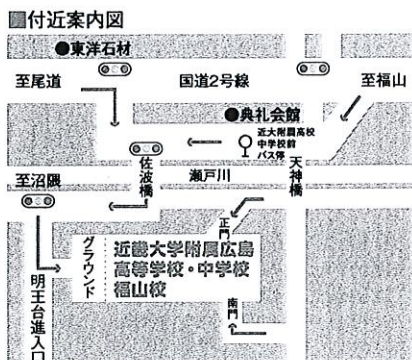 ■付近案内図
●東洋石材
至尾道
国道2号線
至福山
●典礼会館
近大附属高校
中学校前
バス停
佐波橋
天神橋
至沼隈
瀬戸川
正門
グラウンド
近畿大学附属広島
高等学校・中学校
福山校
南門
明王台進入口